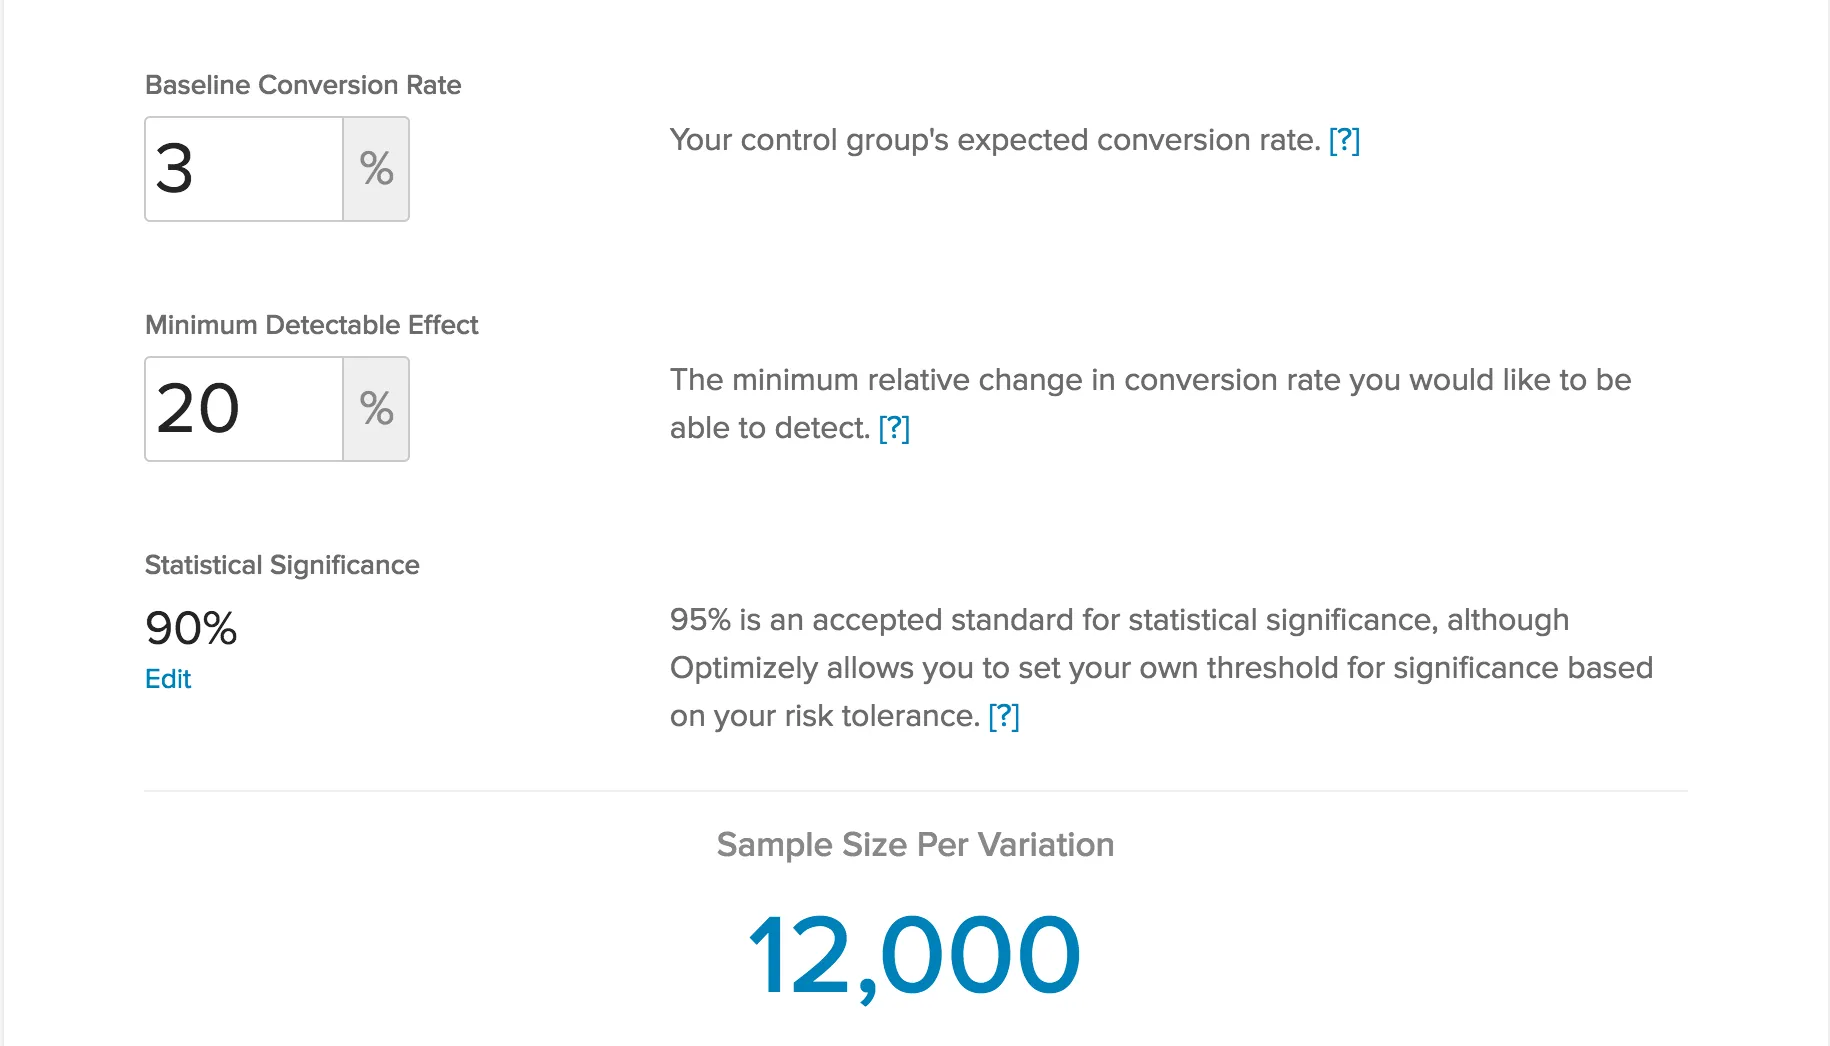 Baseline Conversion Rate
3 %
Your control group's expected conversion rate. [?]
Minimum Detectable Effect
20 %
The minimum relative change in conversion rate you would like to be
able to detect. [?]
Statistical Significance
90%
Edit
95% is an accepted standard for statistical significance, although
Optimizely allows you to set your own threshold for significance based
on your risk tolerance. [?]
Sample Size Per Variation
12,000